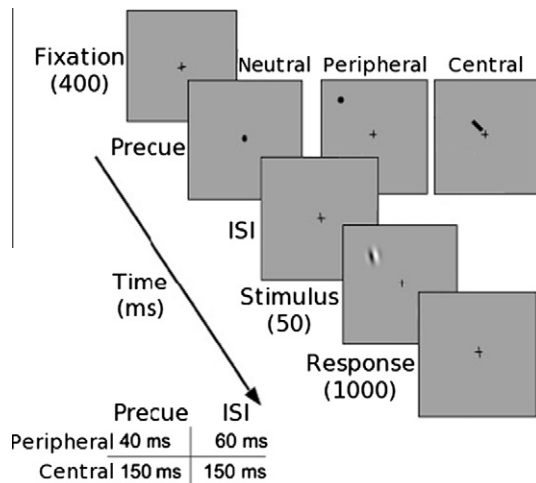 Fixation
(400)
Neutral Peripheral Central
Precue
ISI
Time
(ms)
Stimulus
(50)
Response
(1000)
Precue ISI
Peripheral 40 ms 60 ms
Central 150 ms 150 ms